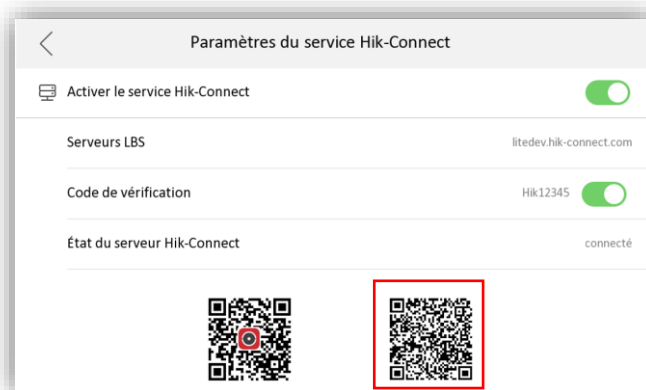 Paramètres du service Hik-Connect
Activer le service Hik-Connect
Serveurs LBS litedev.hik-connect.com
Code de vérification Hik12345
État du serveur Hik-Connect connecté